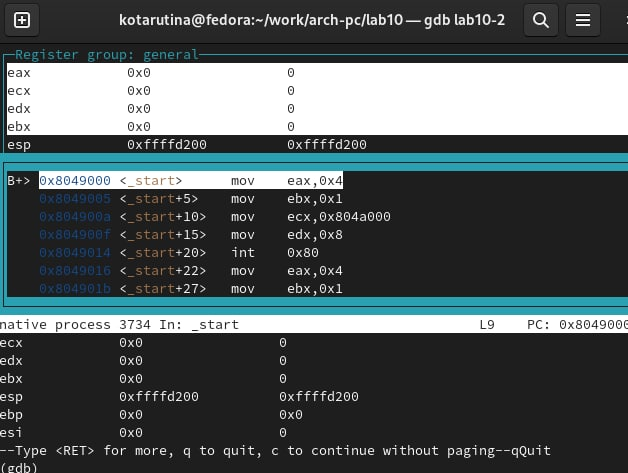 kotarutina@fedora:~/work/arch-pc/lab10 — gdb lab10-2
Register group: general
eax 0x0 0
ecx 0x0 0
edx 0x0 0
ebx 0x0 0
esp 0xffffd200 0xffffd200
B+> 0x8049000 <_start> mov eax,0x4
0x8049005 <_start+5> mov ebx,0x1
0x804900a <_start+10> mov ecx,0x804a000
0x804900f <_start+15> mov edx,0x8
0x8049014 <_start+20> int 0x80
0x8049016 <_start+22> mov eax,0x4
0x804901b <_start+27> mov ebx,0x1
native process 3734 In: _start L9 PC: 0x8049000
ecx 0x0 0
edx 0x0 0
ebx 0x0 0
esp 0xffffd200 0xffffd200
ebp 0x0 0x0
esi 0x0 0
--Type <RET> for more, q to quit, c to continue without paging--qQuit
(gdb)